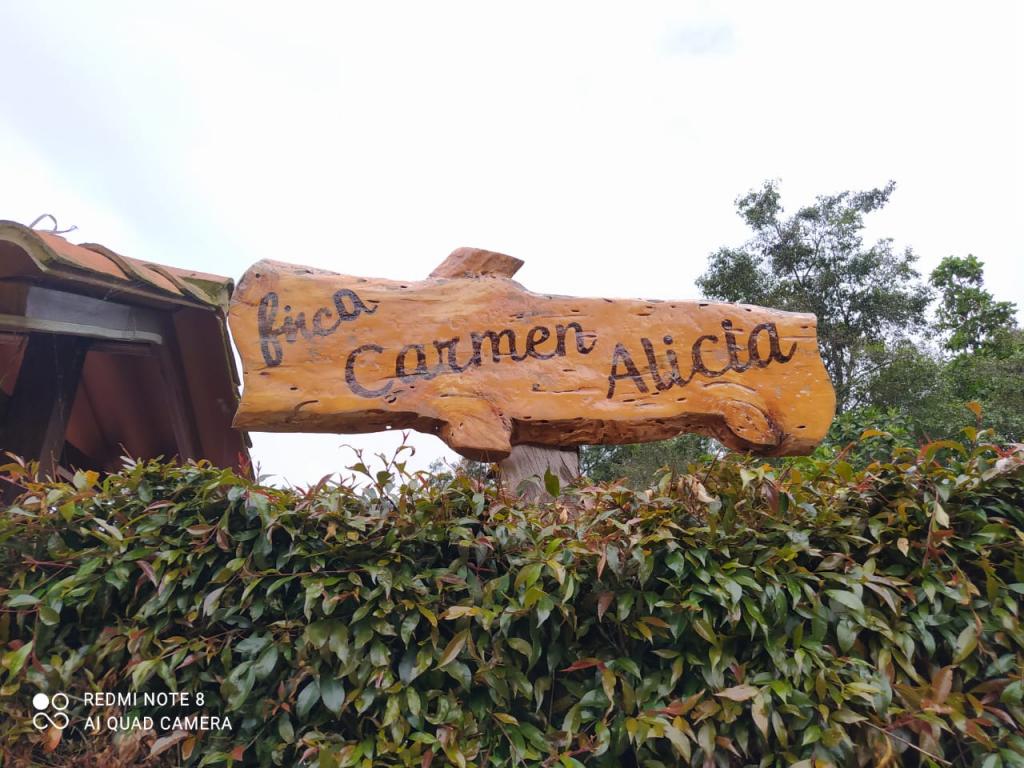 finca
Carmen Alicia
REDMI NOTE 8
AI QUAD CAMERA